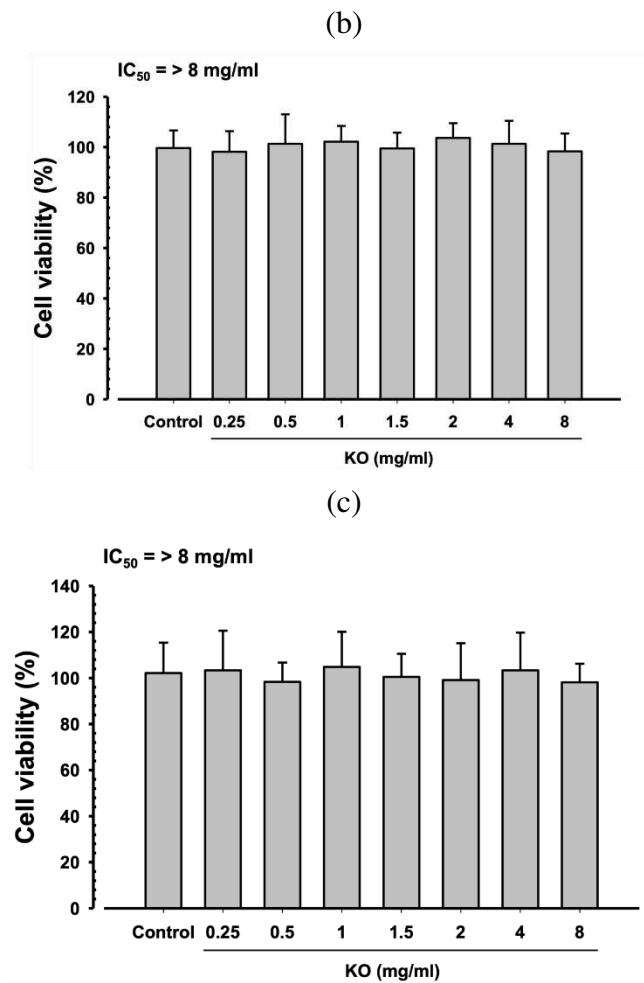 (b)
IC50 = > 8 mg/ml
120
100
80
60
40
20
0
Cell viability (%)
Control 0.25 0.5 1 1.5 2 4 8
KO (mg/ml)
(c)
IC50 = > 8 mg/ml
140
120
100
80
60
40
20
0
Cell viability (%)
Control 0.25 0.5 1 1.5 2 4 8
KO (mg/ml)